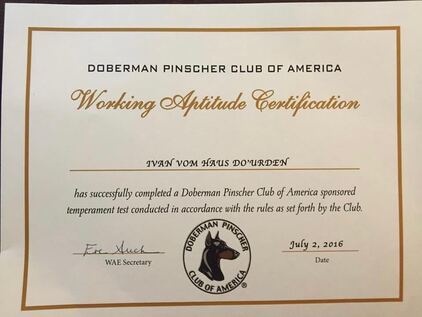 DOBERMAN PINSCHER CLUB OF AMERICA
Working Aptitude Certification
IVAN VOM HAUS DO'URDEN
has successfully completed a Doberman Pinscher Club of America sponsored
temperament test conducted in accordance with the rules as set forth by the Club.
DOBERMAN PINSCHER
CLUB OF AMERICA
®
WAE Secretary
July 2, 2016
Date